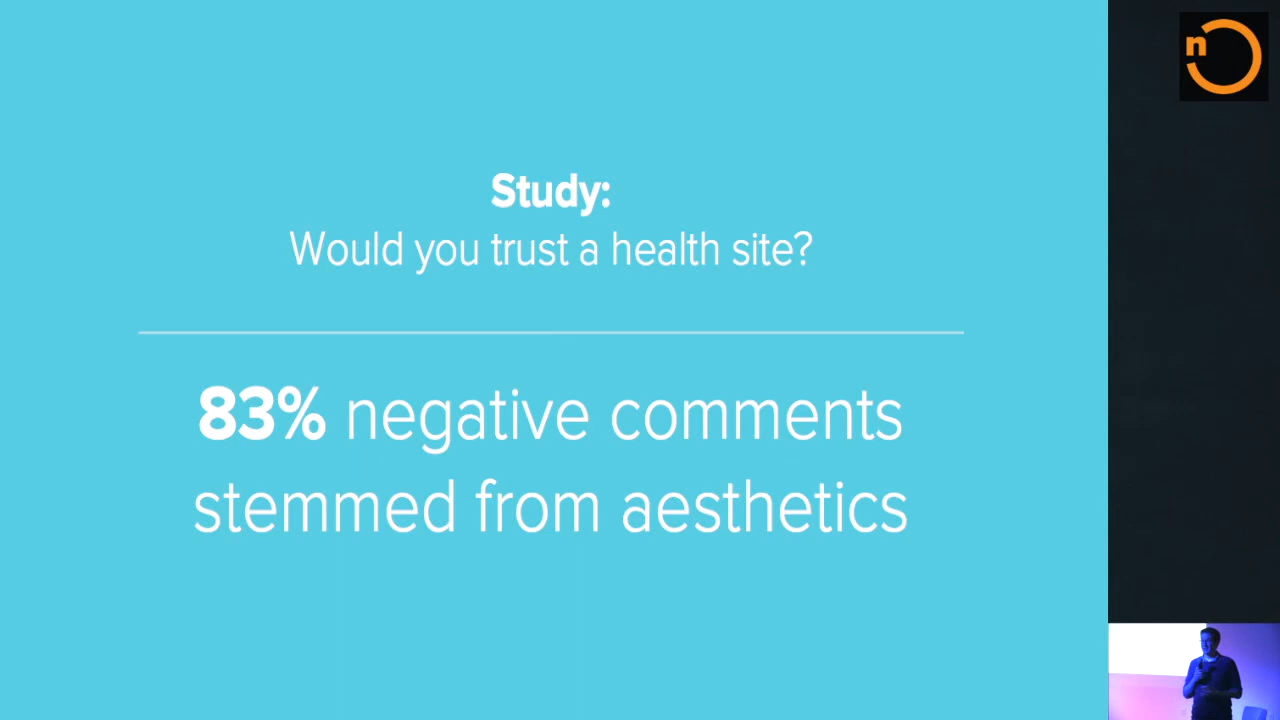 Study:
Would you trust a health site?
83% negative comments
stemmed from aesthetics
n